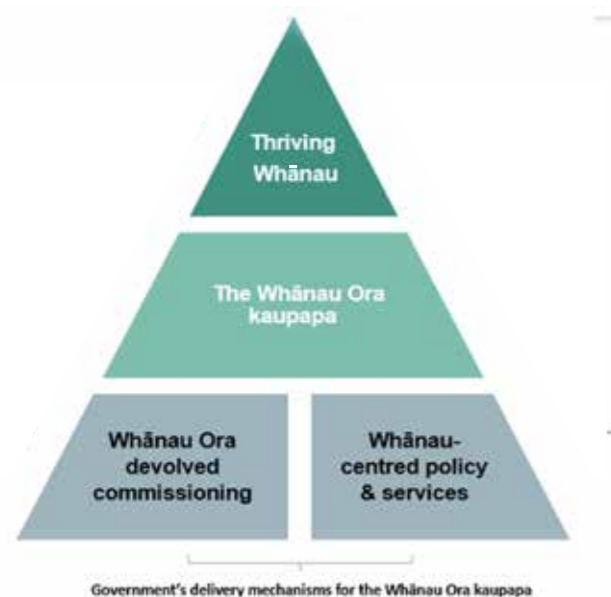 Thriving
Whānau
The Whānau Ora
kaupapa
Whānau Ora
devolved
commissioning
Whānau-
centred policy
& services
Government's delivery mechanisms for the Whānau Ora kaupapa